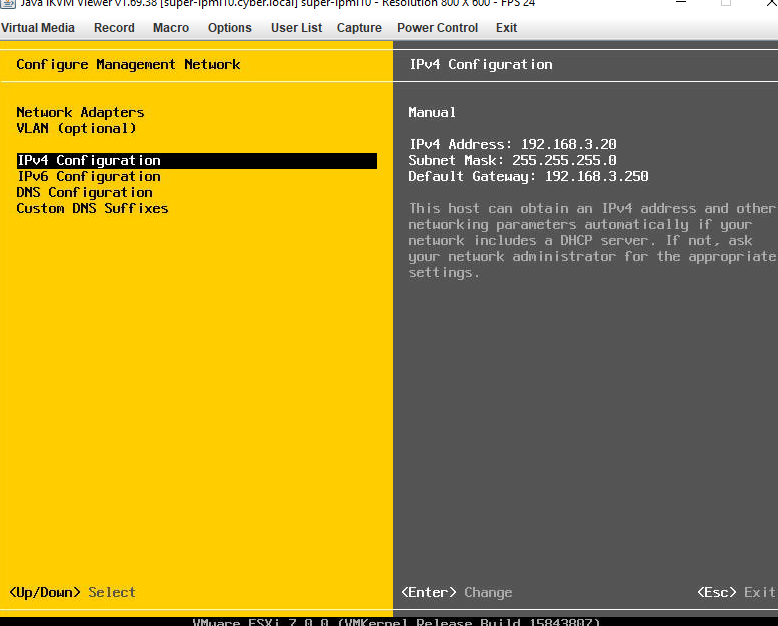 Java iKVM Viewer v1.69.38 [super-ipmi10.cyber.local] super-ipmi10 - Resolution 800 X 600 - FPS 24
Virtual Media Record Macro Options User List Capture Power Control Exit
Configure Management Network
Network Adapters
VLAN (optional)
IPv4 Configuration
IPv6 Configuration
DNS Configuration
Custom DNS Suffixes
<Up/Down> Select
IPv4 Configuration
Manual
IPv4 Address: 192.168.3.20
Subnet Mask: 255.255.255.0
Default Gateway: 192.168.3.250
This host can obtain an IPv4 address and other
networking parameters automatically if your
network includes a DHCP server. If not, ask
your network administrator for the appropriate
settings.
<Enter> Change <Esc> Exit
VMware ESXi 7.0.0 (VMKernel Release Build 15843807)